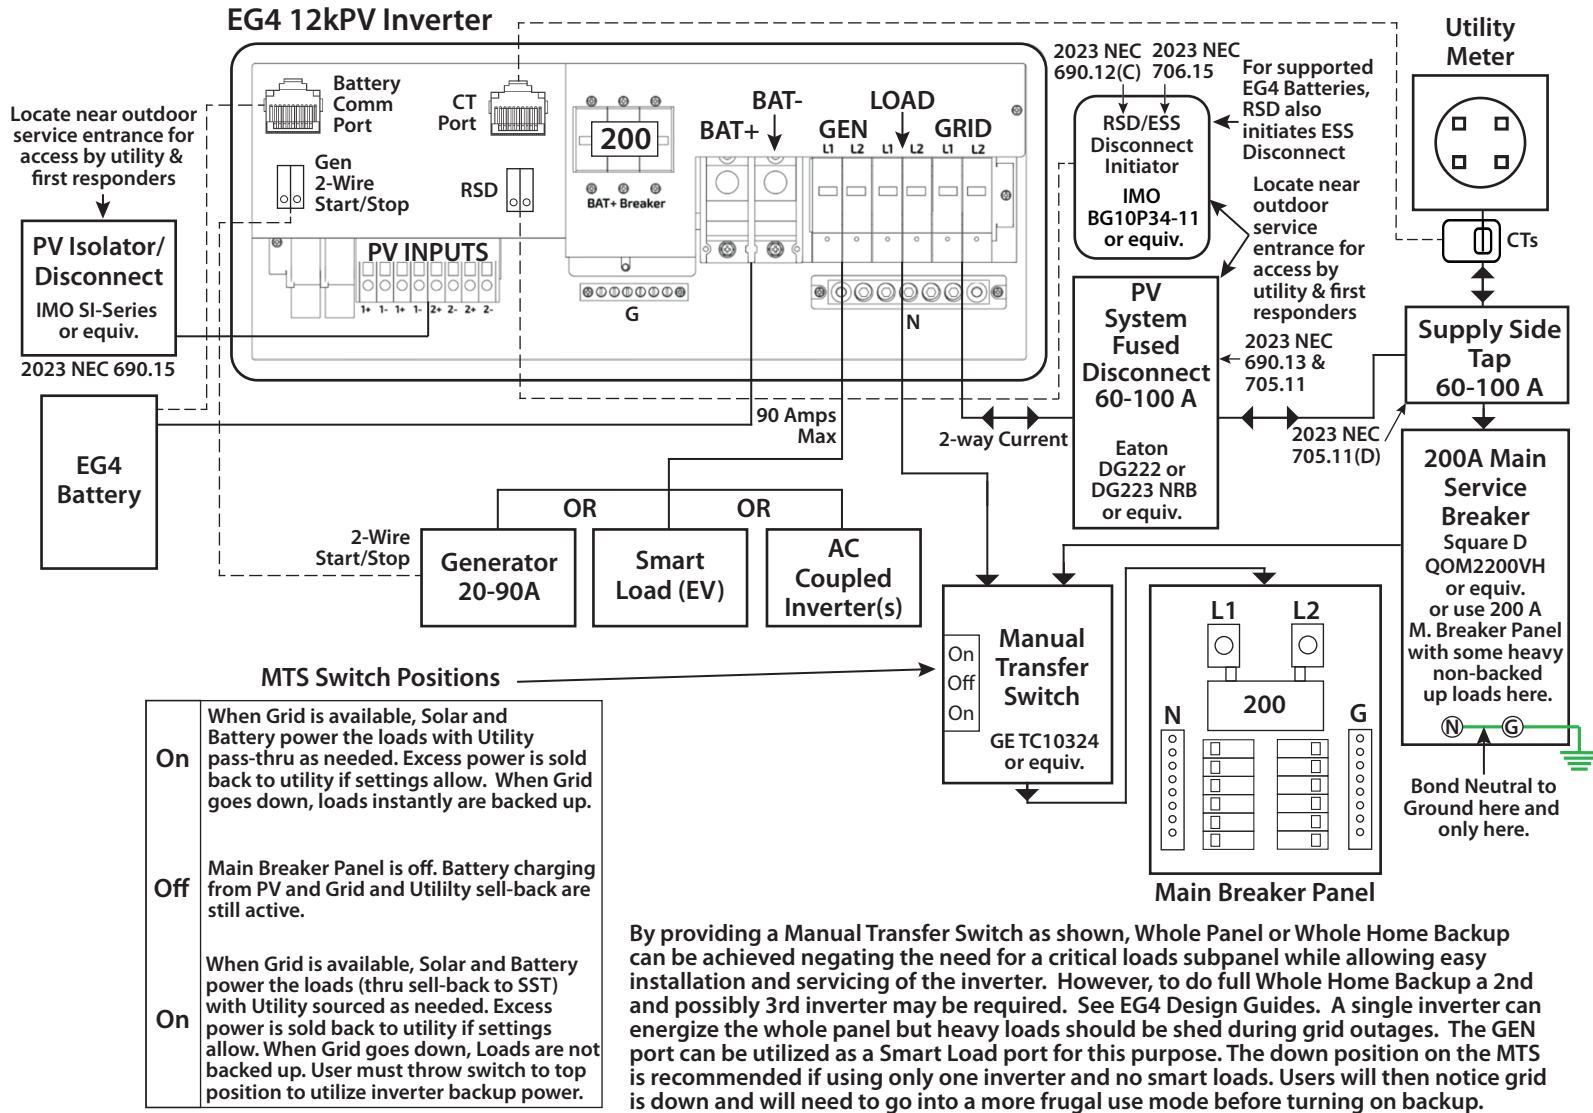 EG4 12kPV Inverter
Battery
Comm
Port
CT
Port
Gen
2-Wire
Start/Stop
RSD
200
BAT+ Breaker
BAT-
BAT+
LOAD
GEN
GRID
L1 L2 L1 L2 L1 L2
PV INPUTS
1+ 1- 1+ 1- 2+ 2- 2+ 2-
G
N
Locate near outdoor
service entrance for
access by utility &
first responders
PV Isolator/
Disconnect
IMO SI-Series
or equiv.
2023 NEC 690.15
EG4
Battery
90 Amps
Max
2-Wire
Start/Stop
OR
OR
Generator
20-90A
Smart
Load (EV)
AC
Coupled
Inverter(s)
2023 NEC
690.12(C)
2023 NEC
706.15
RSD/ESS
Disconnect
Initiator
IMO
BG10P34-11
or equiv.
For supported
EG4 Batteries,
RSD also
initiates ESS
Disconnect
Locate near
outdoor
service
entrance for
access by
utility & first
responders
PV
System
Fused
Disconnect
60-100 A
Eaton
DG222 or
DG223 NRB
or equiv.
2023 NEC
690.13 &
705.11
2-way Current
Utility
Meter
CTs
Supply Side
Tap
60-100 A
2023 NEC
705.11(D)
200A Main
Service
Breaker
Square D
QOM2200VH
or equiv.
or use 200 A
M. Breaker Panel
with some heavy
non-backed
up loads here.
N G
Bond Neutral to
Ground here and
only here.
Manual
Transfer
Switch
On
Off
On
GE TC10324
or equiv.
L1 L2
200
N
G
Main Breaker Panel
MTS Switch Positions
On
When Grid is available, Solar and
Battery power the loads with Utility
pass-thru as needed. Excess power is sold
back to utility if settings allow. When Grid
goes down, loads instantly are backed up.
Off
Main Breaker Panel is off. Battery charging
from PV and Grid and Utililty sell-back are
still active.
On
When Grid is available, Solar and Battery
power the loads (thru sell-back to SST)
with Utility sourced as needed. Excess
power is sold back to utility if settings
allow. When Grid goes down, Loads are not
backed up. User must throw switch to top
position to utilize inverter backup power.
By providing a Manual Transfer Switch as shown, Whole Panel or Whole Home Backup
can be achieved negating the need for a critical loads subpanel while allowing easy
installation and servicing of the inverter. However, to do full Whole Home Backup a 2nd
and possibly 3rd inverter may be required. See EG4 Design Guides. A single inverter can
energize the whole panel but heavy loads should be shed during grid outages. The GEN
port can be utilized as a Smart Load port for this purpose. The down position on the MTS
is recommended if using only one inverter and no smart loads. Users will then notice grid
is down and will need to go into a more frugal use mode before turning on backup.